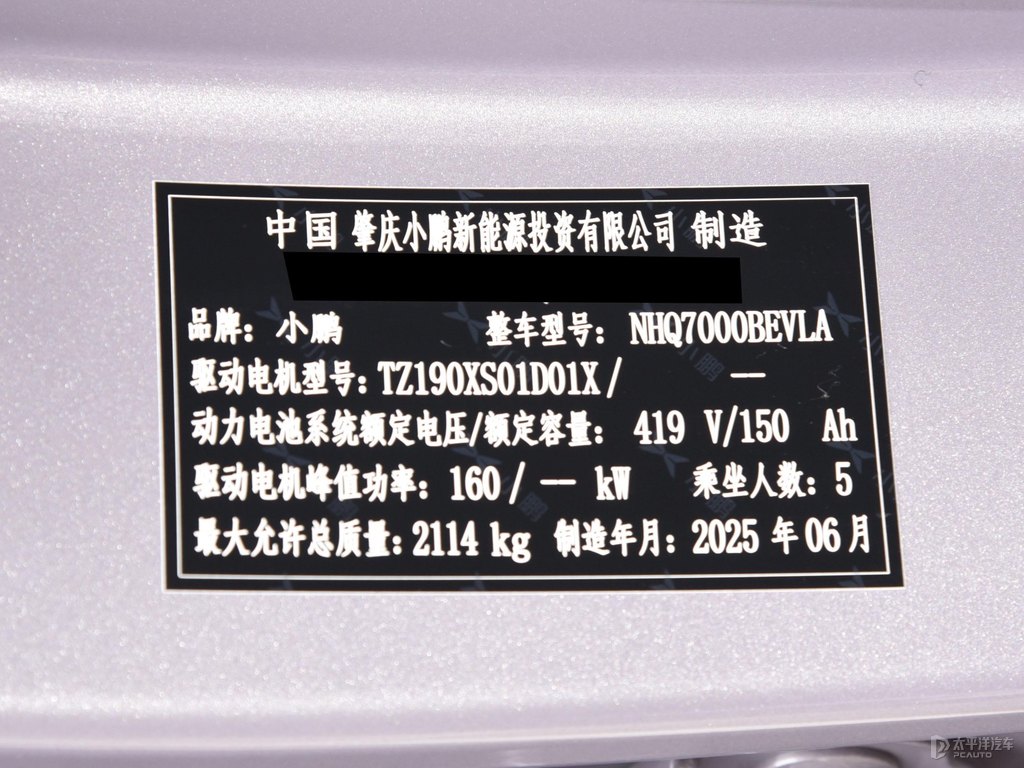 中国 肇庆小鹏新能源投资有限公司 制造
品牌：小鹏 整车型号：NHQ7000BEVLA
驱动电机型号：TZ190XS01D01X / --
动力电池系统额定电压/额定容量：419 V/150 Ah
驱动电机峰值功率：160 / -- kW 乘坐人数：5
最大允许总质量：2114 kg 制造年月：2025 年 06 月
太平洋汽车
PCAUTO